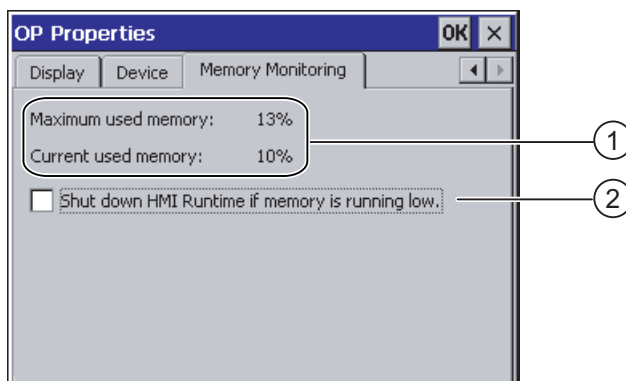 OP Properties OK ×
Display Device Memory Monitoring
Maximum used memory: 13%
Current used memory: 10%
Shut down HMI Runtime if memory is running low.
1
2